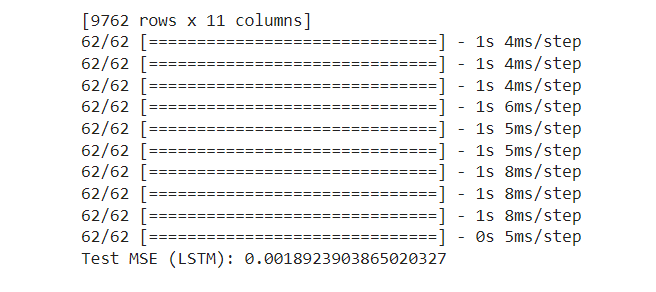 [9762 rows x 11 columns]
62/62 [==============================] - 1s 4ms/step
62/62 [==============================] - 1s 4ms/step
62/62 [==============================] - 1s 4ms/step
62/62 [==============================] - 1s 6ms/step
62/62 [==============================] - 1s 5ms/step
62/62 [==============================] - 1s 5ms/step
62/62 [==============================] - 1s 8ms/step
62/62 [==============================] - 1s 8ms/step
62/62 [==============================] - 1s 8ms/step
62/62 [==============================] - 0s 5ms/step
Test MSE (LSTM): 0.0018923903865020327